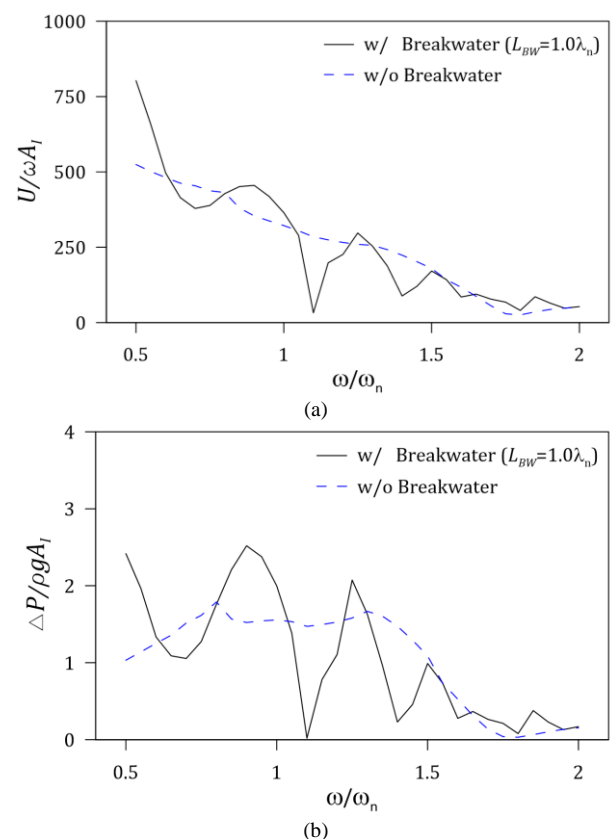 1000
w/ Breakwater (L_BW=1.0λ_n)
w/o Breakwater
750
U/ωA_I
500
250
0
0.5 1 1.5 2
ω/ω_n
(a)
4
w/ Breakwater (L_BW=1.0λ_n)
w/o Breakwater
3
△P/ρgA_I
2
1
0
0.5 1 1.5 2
ω/ω_n
(b)